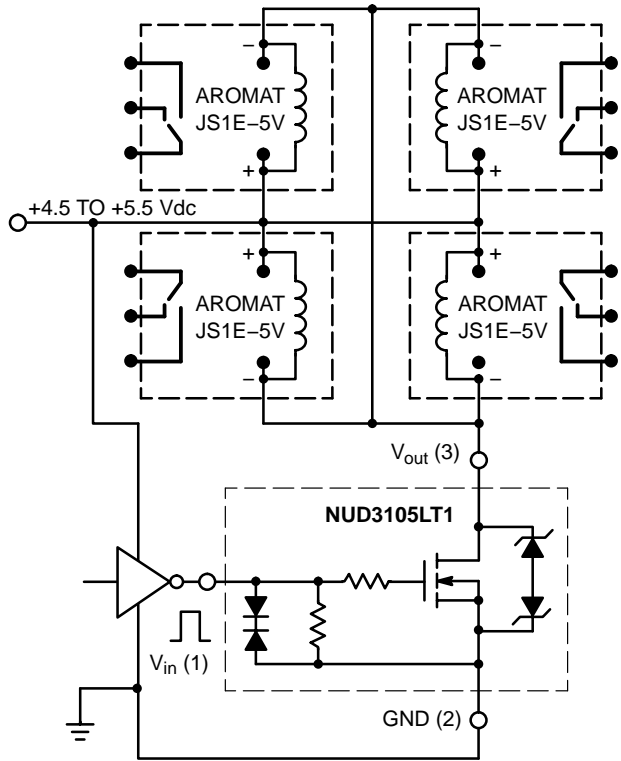 − −
AROMAT
JS1E−5V
AROMAT
JS1E−5V
+ +
+4.5 TO +5.5 Vdc
+ +
AROMAT
JS1E−5V
AROMAT
JS1E−5V
− −
Vout (3)
NUD3105LT1
Vin (1)
GND (2)